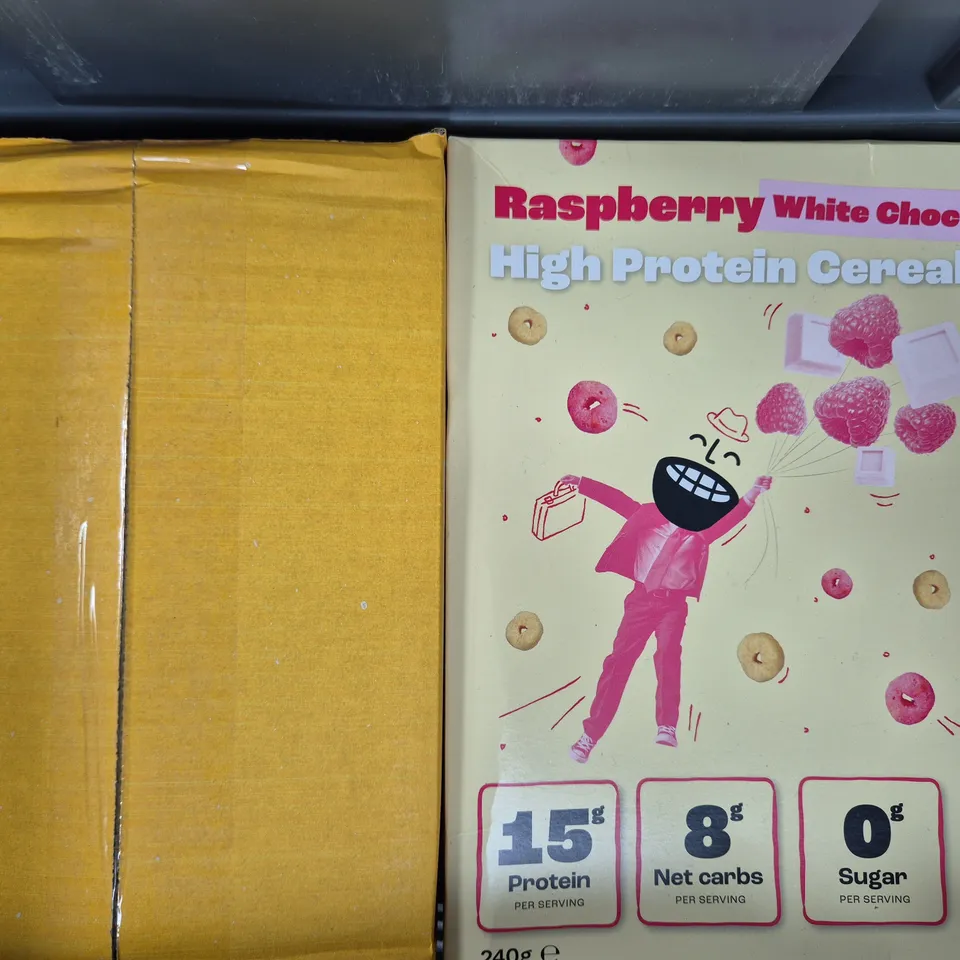 Raspberry White Choc
High Protein Cereal
15g
Protein
PER SERVING
8g
Net carbs
PER SERVING
0g
Sugar
PER SERVING
240g ℮